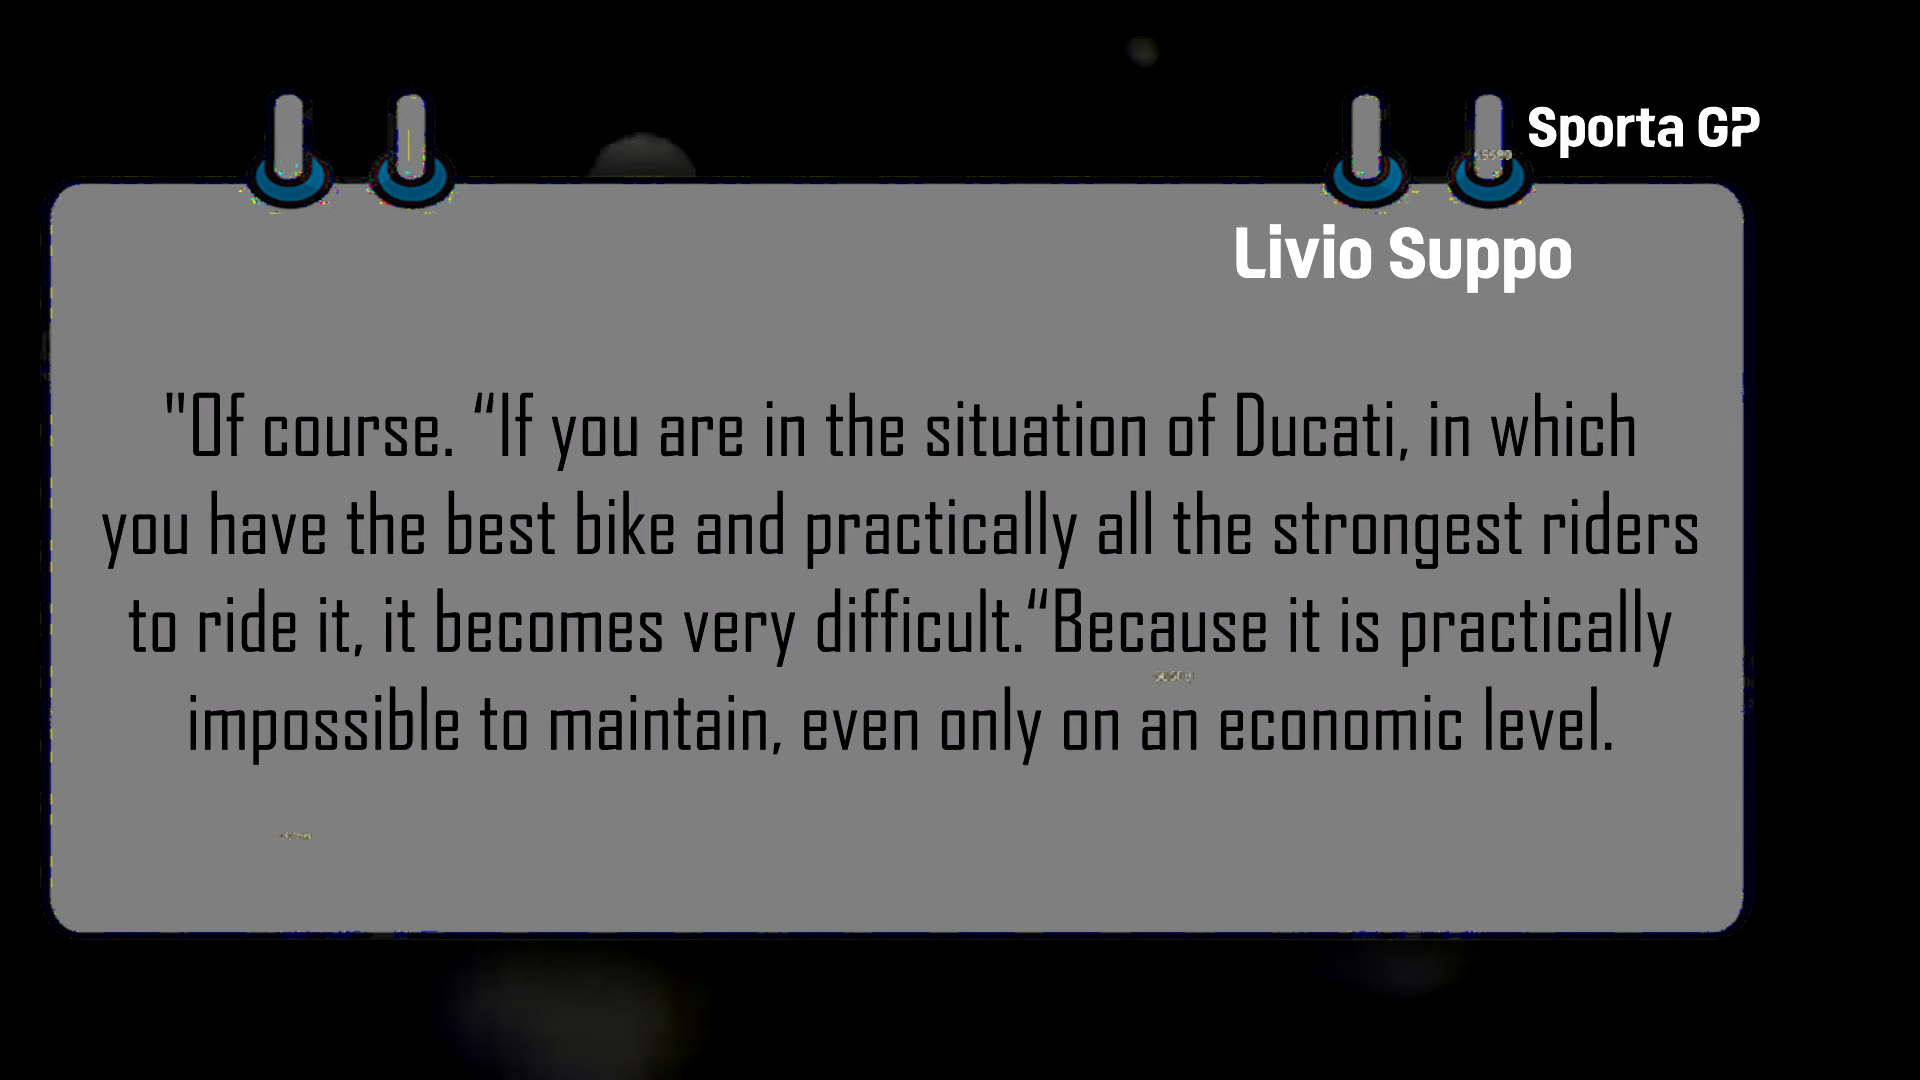 Sporta GP
Livio Suppo
"Of course. “If you are in the situation of Ducati, in which
you have the best bike and practically all the strongest riders
to ride it, it becomes very difficult.“Because it is practically
impossible to maintain, even only on an economic level.